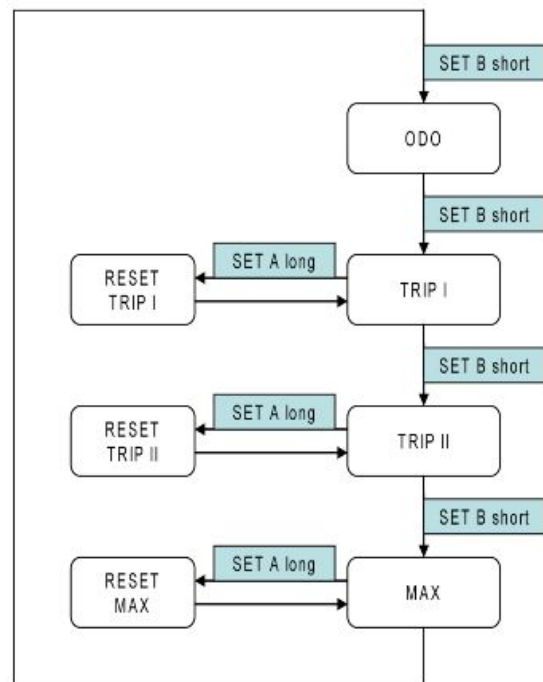 SET B short
ODO
SET B short
SET A long
RESET
TRIP I
TRIP I
SET B short
SET A long
RESET
TRIP II
TRIP II
SET B short
SET A long
RESET
MAX
MAX